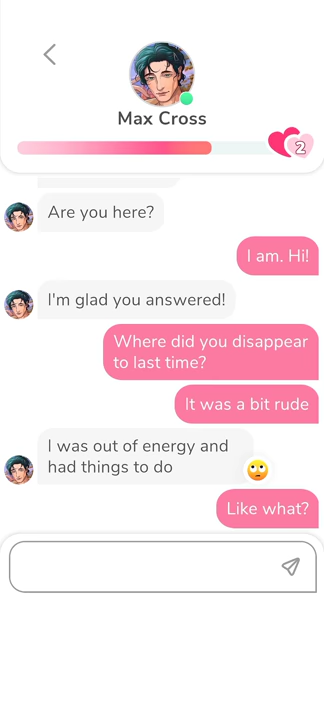 Max Cross
2
Are you here?
I am. Hi!
I'm glad you answered!
Where did you disappear
to last time?
It was a bit rude
I was out of energy and
had things to do
Like what?